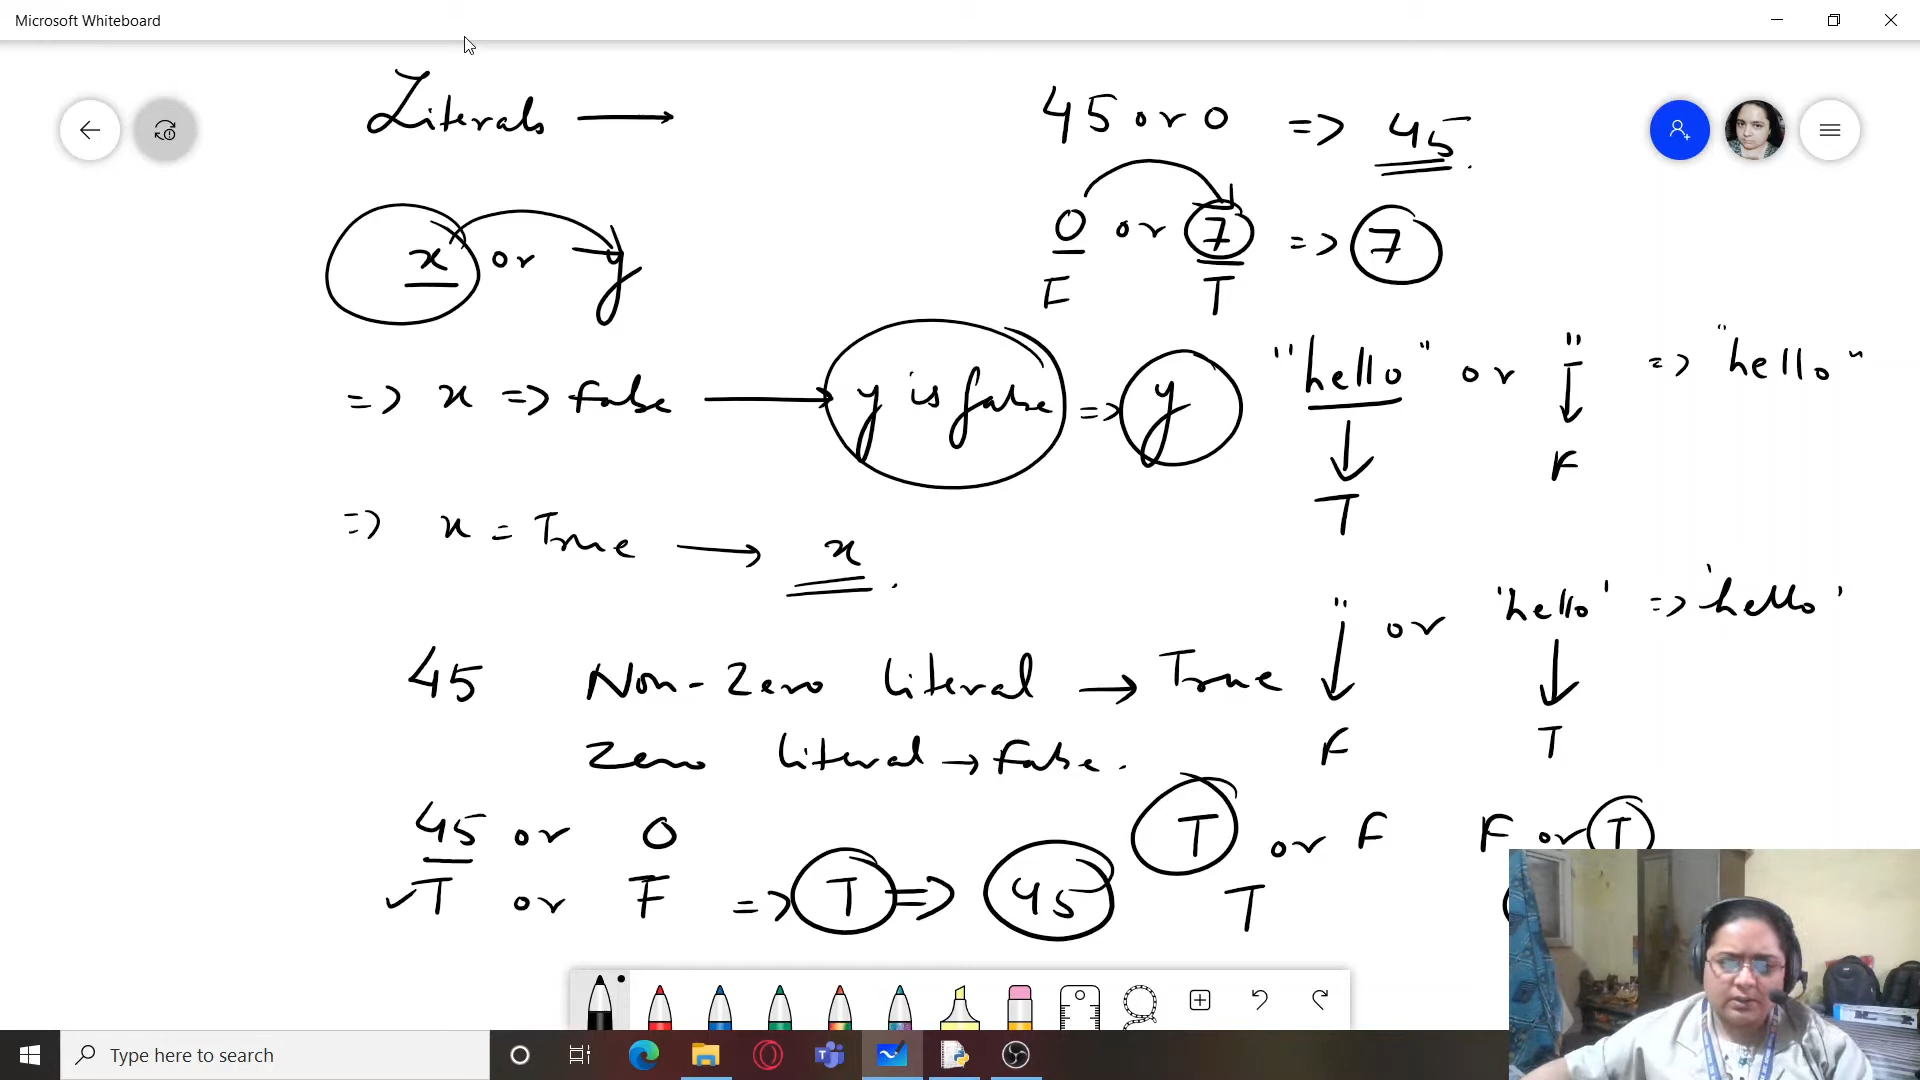 Microsoft Whiteboard
Literals ⟶
45 or 0 => 45.
x or y
0 or 7 => 7
F T
=> x => False ⟶ y is false => y
"hello" or '' => "hello"
T F
=> x = True ⟶ x.
'' or 'hello' => 'hello'
F T
45 Non-Zero literal → True
Zero literal → False.
45 or 0
✓T or F => T => 45
T or F
T
F or T
Type here to search